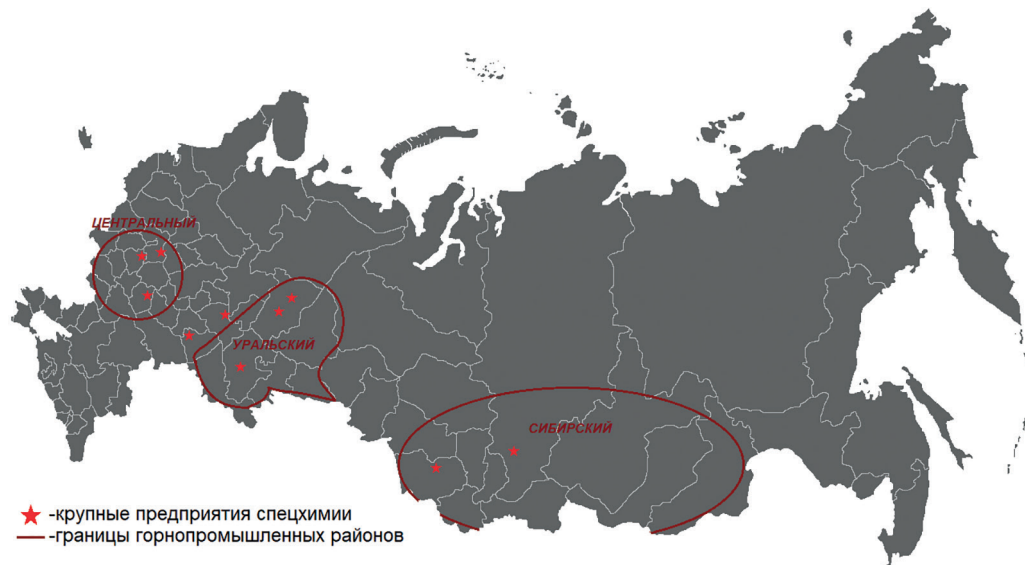 ЦЕНТРАЛЬНЫЙ
УРАЛЬСКИЙ
СИБИРСКИЙ
-крупные предприятия спецхимии
-границы горнопромышленных районов